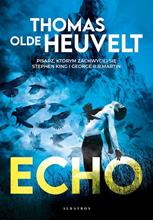 THOMAS
OLDE HEUVELT
PISARZ, KTÓRYM ZACHWYCILI SIĘ
STEPHEN KING I GEORGE R.R. MARTIN
ECHO
ALBATROS